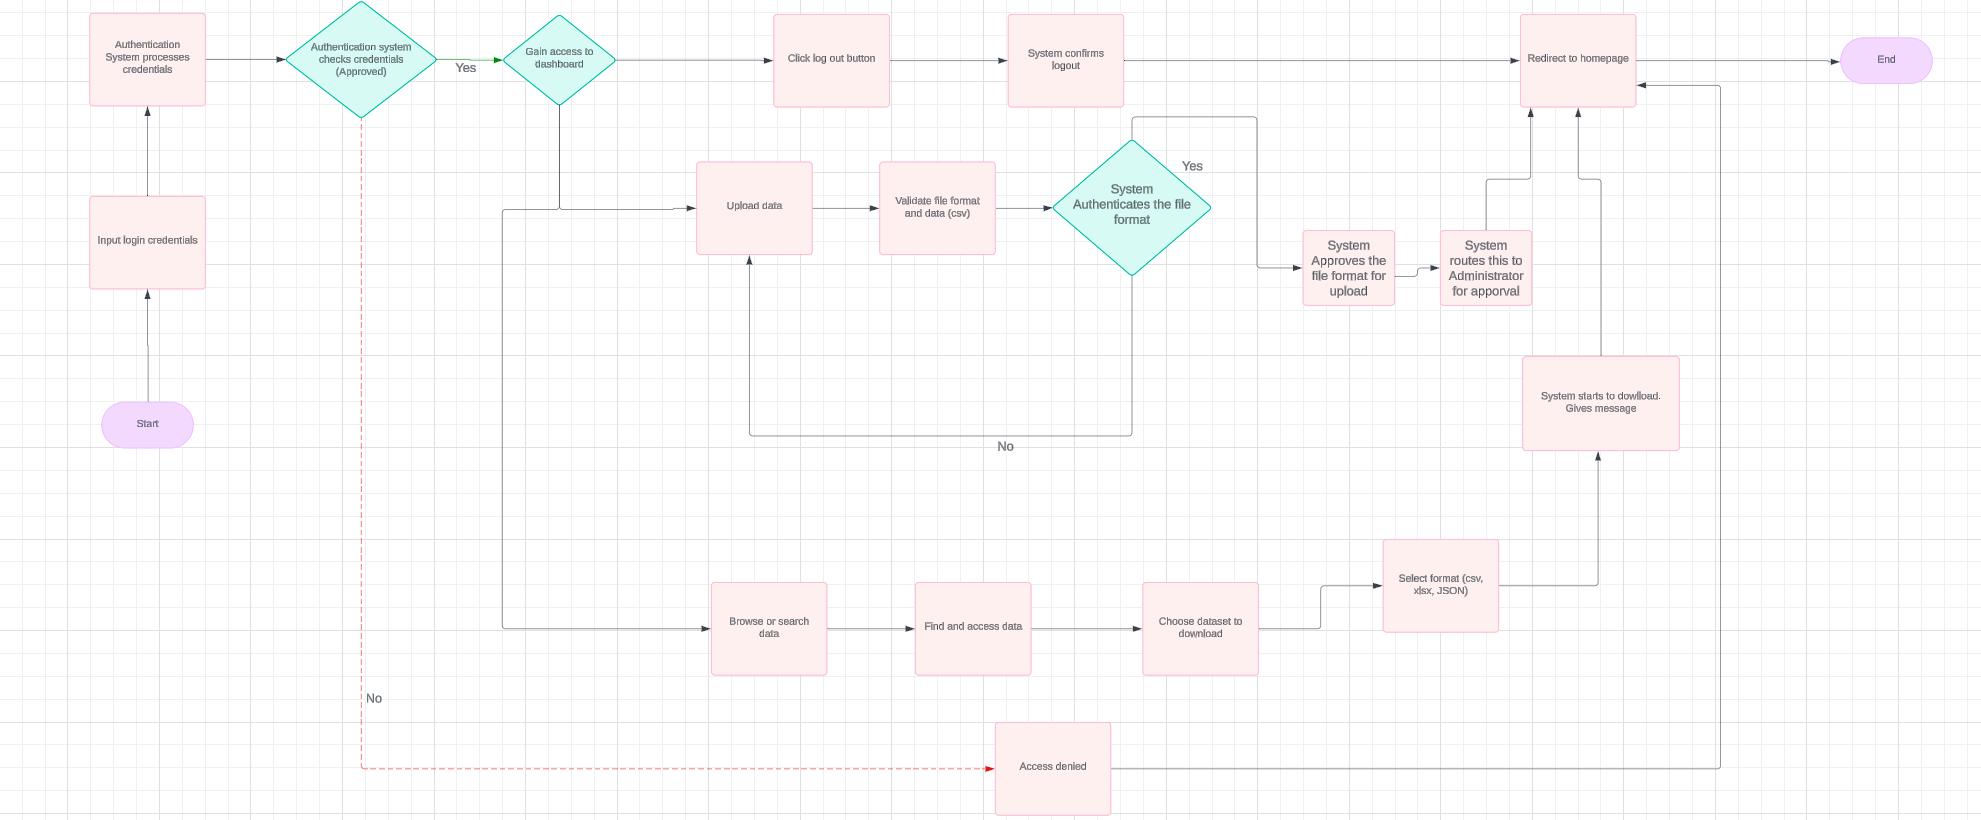 Authentication
System processes
credentials
Authentication system
checks credentials
(Approved)
Yes
Gain access to
dashboard
Click log out button
System confirms
logout
Redirect to homepage
End
Input login credentials
Upload data
Validate file format
and data (csv)
System
Authenticates the file
format
Yes
System
Approves the
file format for
upload
System
routes this to
Administrator
for apporval
Start
No
System starts to dowlload.
Gives message
Browse or search
data
Find and access data
Choose dataset to
download
Select format (csv,
xlsx, JSON)
No
Access denied